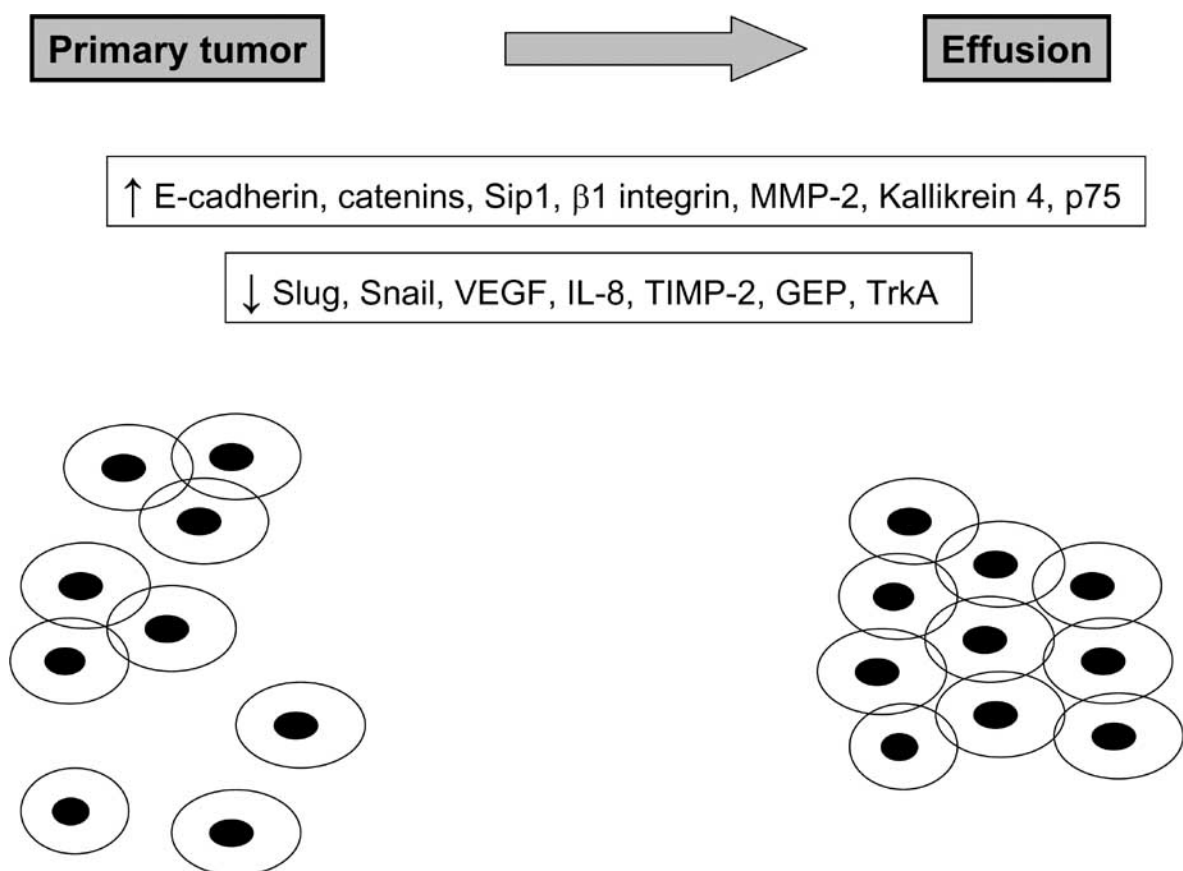 Primary tumor
Effusion
↑ E-cadherin, catenins, Sip1, β1 integrin, MMP-2, Kallikrein 4, p75
↓ Slug, Snail, VEGF, IL-8, TIMP-2, GEP, TrkA